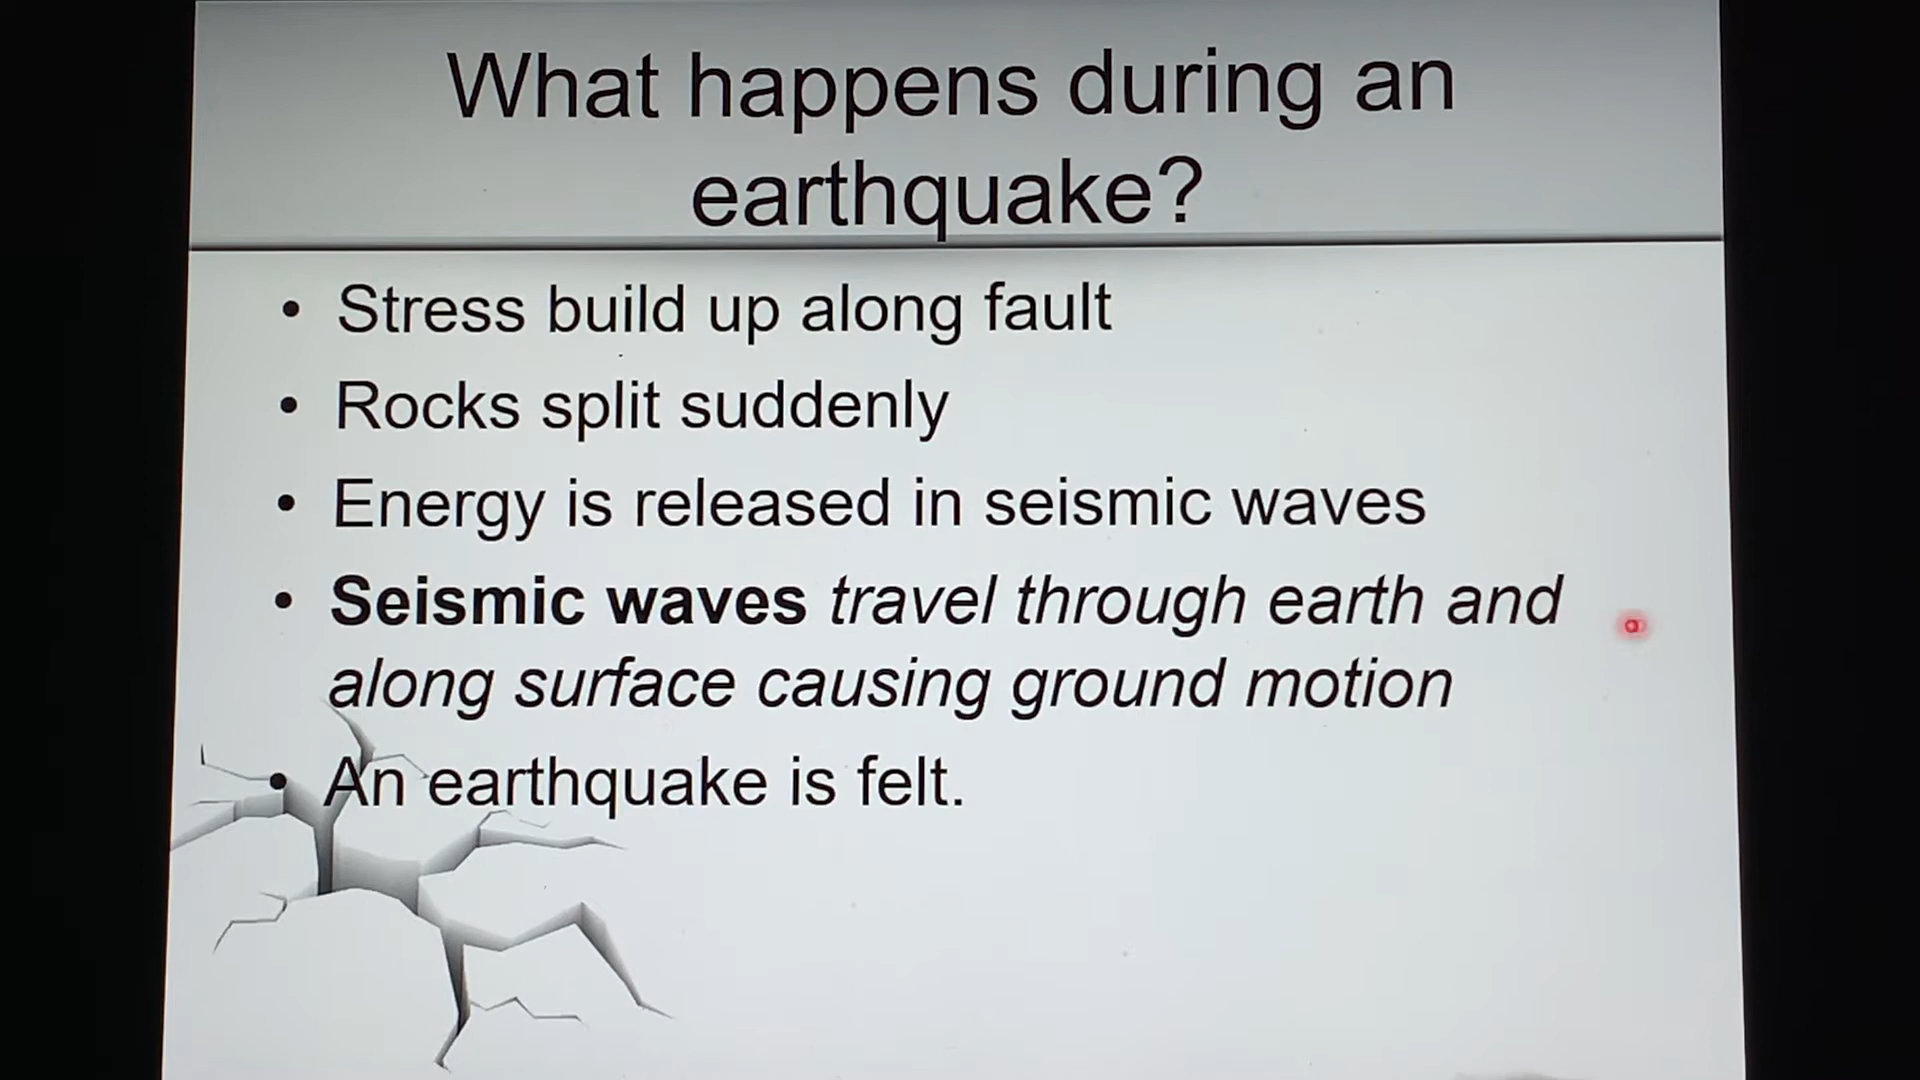 What happens during an
earthquake?
• Stress build up along fault
• Rocks split suddenly
• Energy is released in seismic waves
• Seismic waves travel through earth and
along surface causing ground motion
• An earthquake is felt.